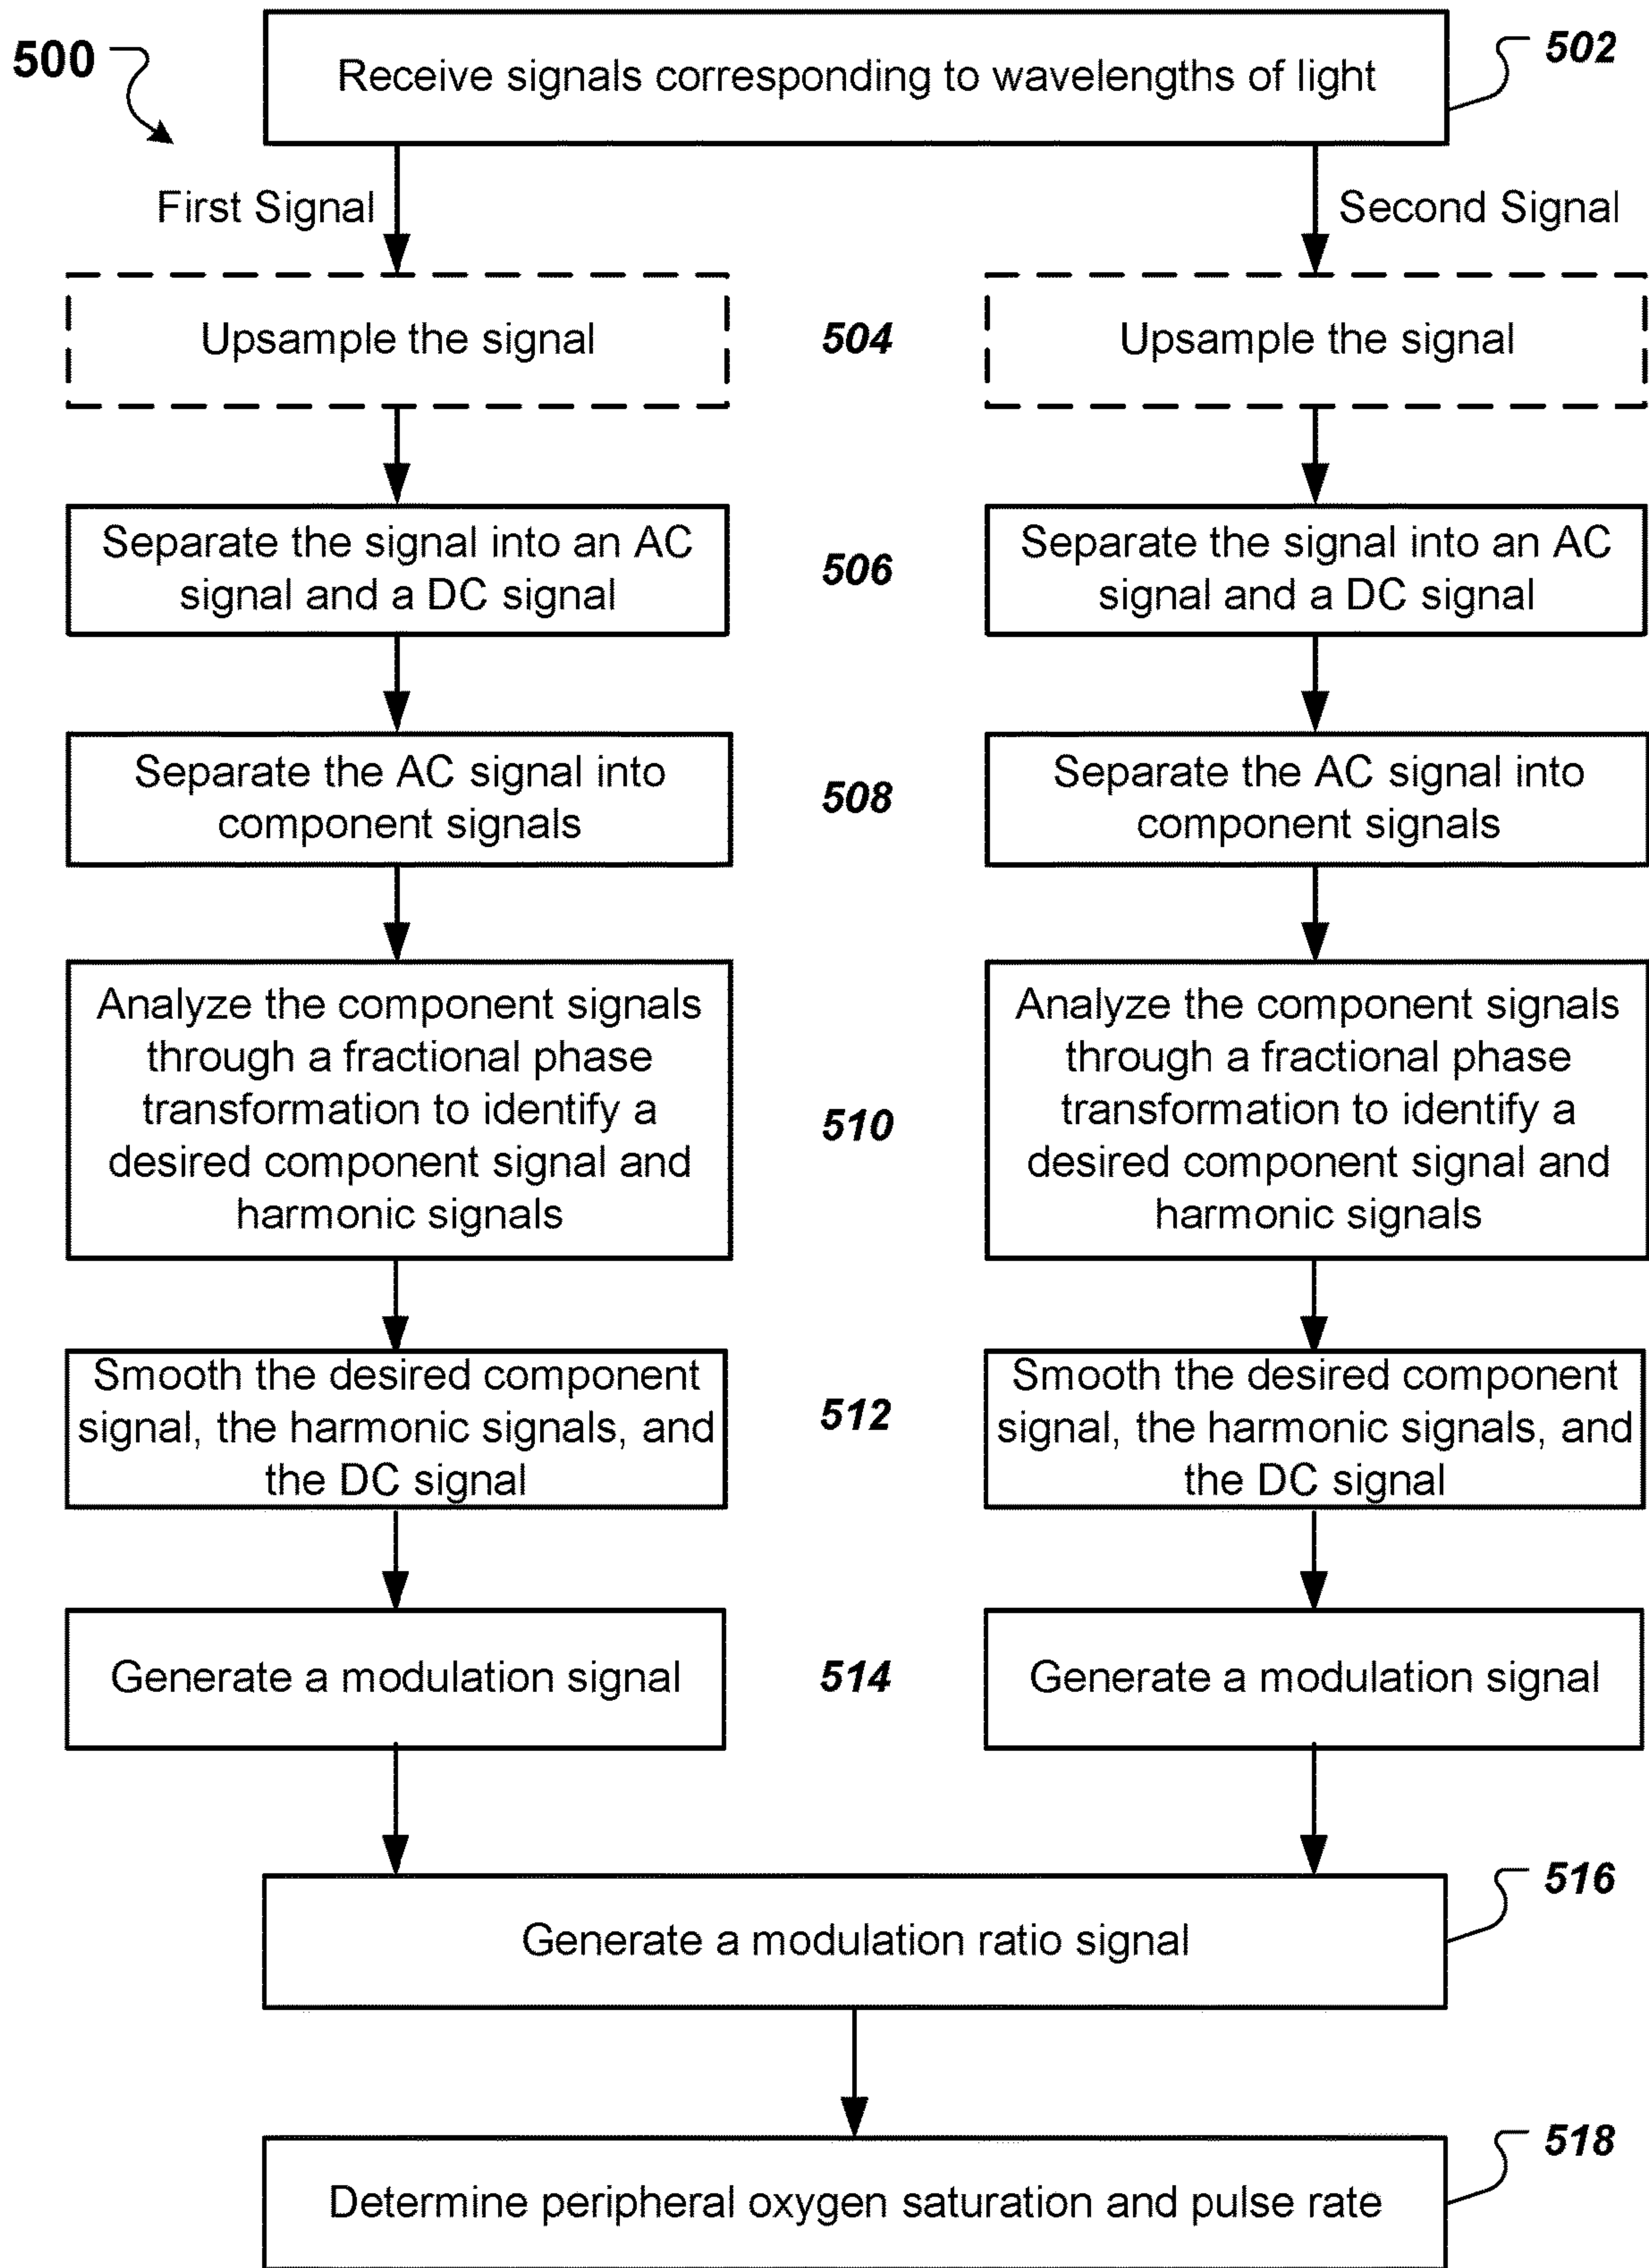 500
Receive signals corresponding to wavelengths of light
502
First Signal
Second Signal
Upsample the signal
504
Upsample the signal
Separate the signal into an AC
signal and a DC signal
506
Separate the signal into an AC
signal and a DC signal
Separate the AC signal into
component signals
508
Separate the AC signal into
component signals
Analyze the component signals
through a fractional phase
transformation to identify a
desired component signal and
harmonic signals
510
Analyze the component signals
through a fractional phase
transformation to identify a
desired component signal and
harmonic signals
Smooth the desired component
signal, the harmonic signals, and
the DC signal
512
Smooth the desired component
signal, the harmonic signals, and
the DC signal
Generate a modulation signal
514
Generate a modulation signal
Generate a modulation ratio signal
516
Determine peripheral oxygen saturation and pulse rate
518